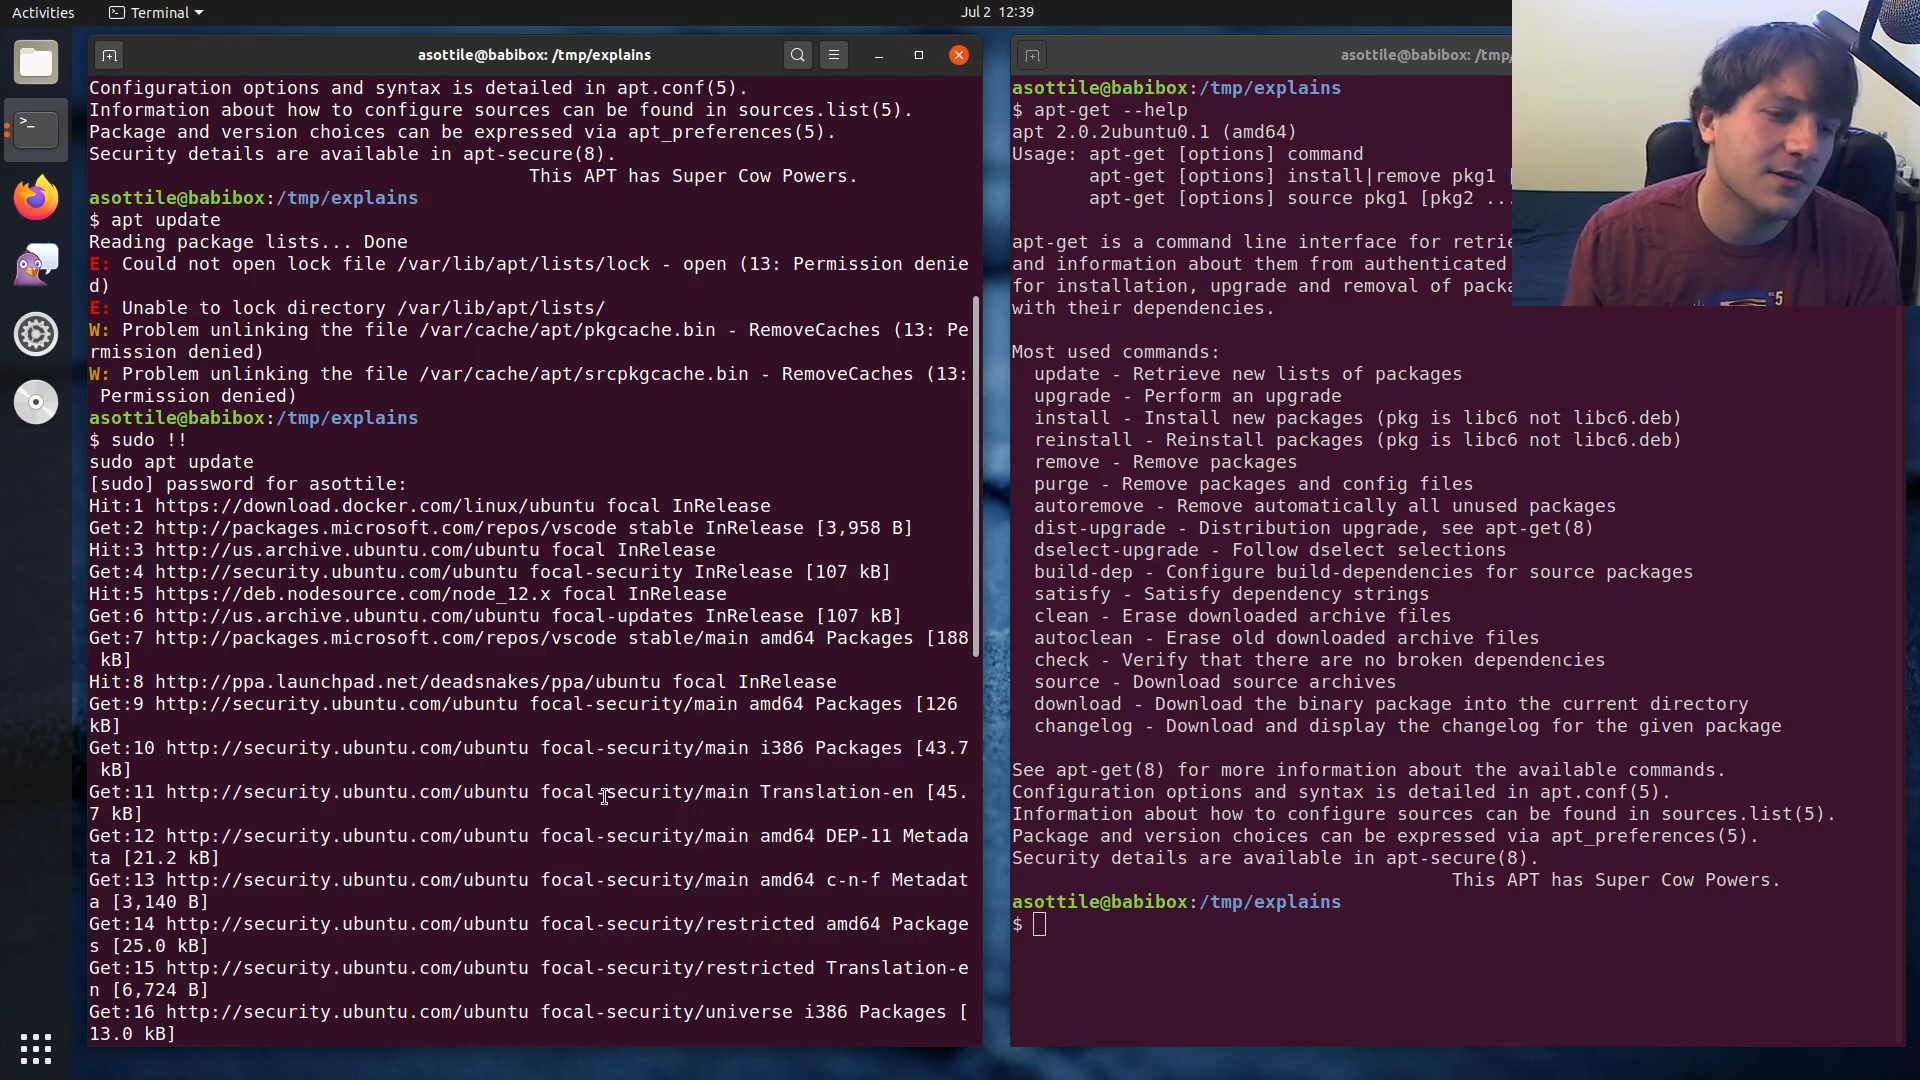 Activities
Terminal
Jul 2 12:39
asottile@babibox: /tmp/explains
Configuration options and syntax is detailed in apt.conf(5).
Information about how to configure sources can be found in sources.list(5).
Package and version choices can be expressed via apt_preferences(5).
Security details are available in apt-secure(8).
This APT has Super Cow Powers.
asottile@babibox:/tmp/explains
$ apt update
Reading package lists... Done
E: Could not open lock file /var/lib/apt/lists/lock - open (13: Permission denie
d)
E: Unable to lock directory /var/lib/apt/lists/
W: Problem unlinking the file /var/cache/apt/pkgcache.bin - RemoveCaches (13: Pe
rmission denied)
W: Problem unlinking the file /var/cache/apt/srcpkgcache.bin - RemoveCaches (13:
Permission denied)
asottile@babibox:/tmp/explains
$ sudo !!
sudo apt update
[sudo] password for asottile:
Hit:1 https://download.docker.com/linux/ubuntu focal InRelease
Get:2 http://packages.microsoft.com/repos/vscode stable InRelease [3,958 B]
Hit:3 http://us.archive.ubuntu.com/ubuntu focal InRelease
Get:4 http://security.ubuntu.com/ubuntu focal-security InRelease [107 kB]
Hit:5 https://deb.nodesource.com/node_12.x focal InRelease
Get:6 http://us.archive.ubuntu.com/ubuntu focal-updates InRelease [107 kB]
Get:7 http://packages.microsoft.com/repos/vscode stable/main amd64 Packages [188
kB]
Hit:8 http://ppa.launchpad.net/deadsnakes/ppa/ubuntu focal InRelease
Get:9 http://security.ubuntu.com/ubuntu focal-security/main amd64 Packages [126
kB]
Get:10 http://security.ubuntu.com/ubuntu focal-security/main i386 Packages [43.7
kB]
Get:11 http://security.ubuntu.com/ubuntu focal-security/main Translation-en [45.
7 kB]
Get:12 http://security.ubuntu.com/ubuntu focal-security/main amd64 DEP-11 Metada
ta [21.2 kB]
Get:13 http://security.ubuntu.com/ubuntu focal-security/main amd64 c-n-f Metadat
a [3,140 B]
Get:14 http://security.ubuntu.com/ubuntu focal-security/restricted amd64 Package
s [25.0 kB]
Get:15 http://security.ubuntu.com/ubuntu focal-security/restricted Translation-e
n [6,724 B]
Get:16 http://security.ubuntu.com/ubuntu focal-security/universe i386 Packages [
13.0 kB]
asottile@babibox: /tmp/
asottile@babibox:/tmp/explains
$ apt-get --help
apt 2.0.2ubuntu0.1 (amd64)
Usage: apt-get [options] command
apt-get [options] install|remove pkg1 [
apt-get [options] source pkg1 [pkg2 ...
apt-get is a command line interface for retrie
and information about them from authenticated
for installation, upgrade and removal of packa
with their dependencies.
Most used commands:
update - Retrieve new lists of packages
upgrade - Perform an upgrade
install - Install new packages (pkg is libc6 not libc6.deb)
reinstall - Reinstall packages (pkg is libc6 not libc6.deb)
remove - Remove packages
purge - Remove packages and config files
autoremove - Remove automatically all unused packages
dist-upgrade - Distribution upgrade, see apt-get(8)
dselect-upgrade - Follow dselect selections
build-dep - Configure build-dependencies for source packages
satisfy - Satisfy dependency strings
clean - Erase downloaded archive files
autoclean - Erase old downloaded archive files
check - Verify that there are no broken dependencies
source - Download source archives
download - Download the binary package into the current directory
changelog - Download and display the changelog for the given package
See apt-get(8) for more information about the available commands.
Configuration options and syntax is detailed in apt.conf(5).
Information about how to configure sources can be found in sources.list(5).
Package and version choices can be expressed via apt_preferences(5).
Security details are available in apt-secure(8).
This APT has Super Cow Powers.
asottile@babibox:/tmp/explains
$